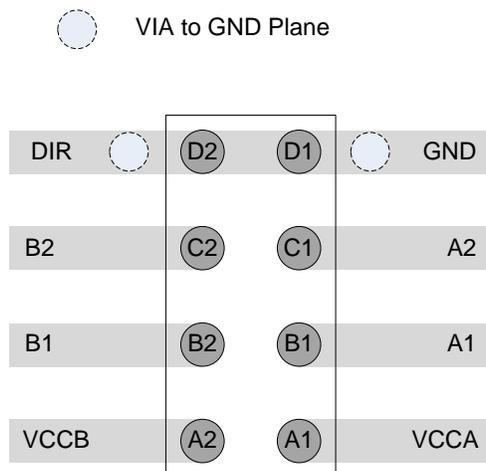 VIA to GND Plane
DIR D2 D1 GND
B2 C2 C1 A2
B1 B2 B1 A1
VCCB A2 A1 VCCA